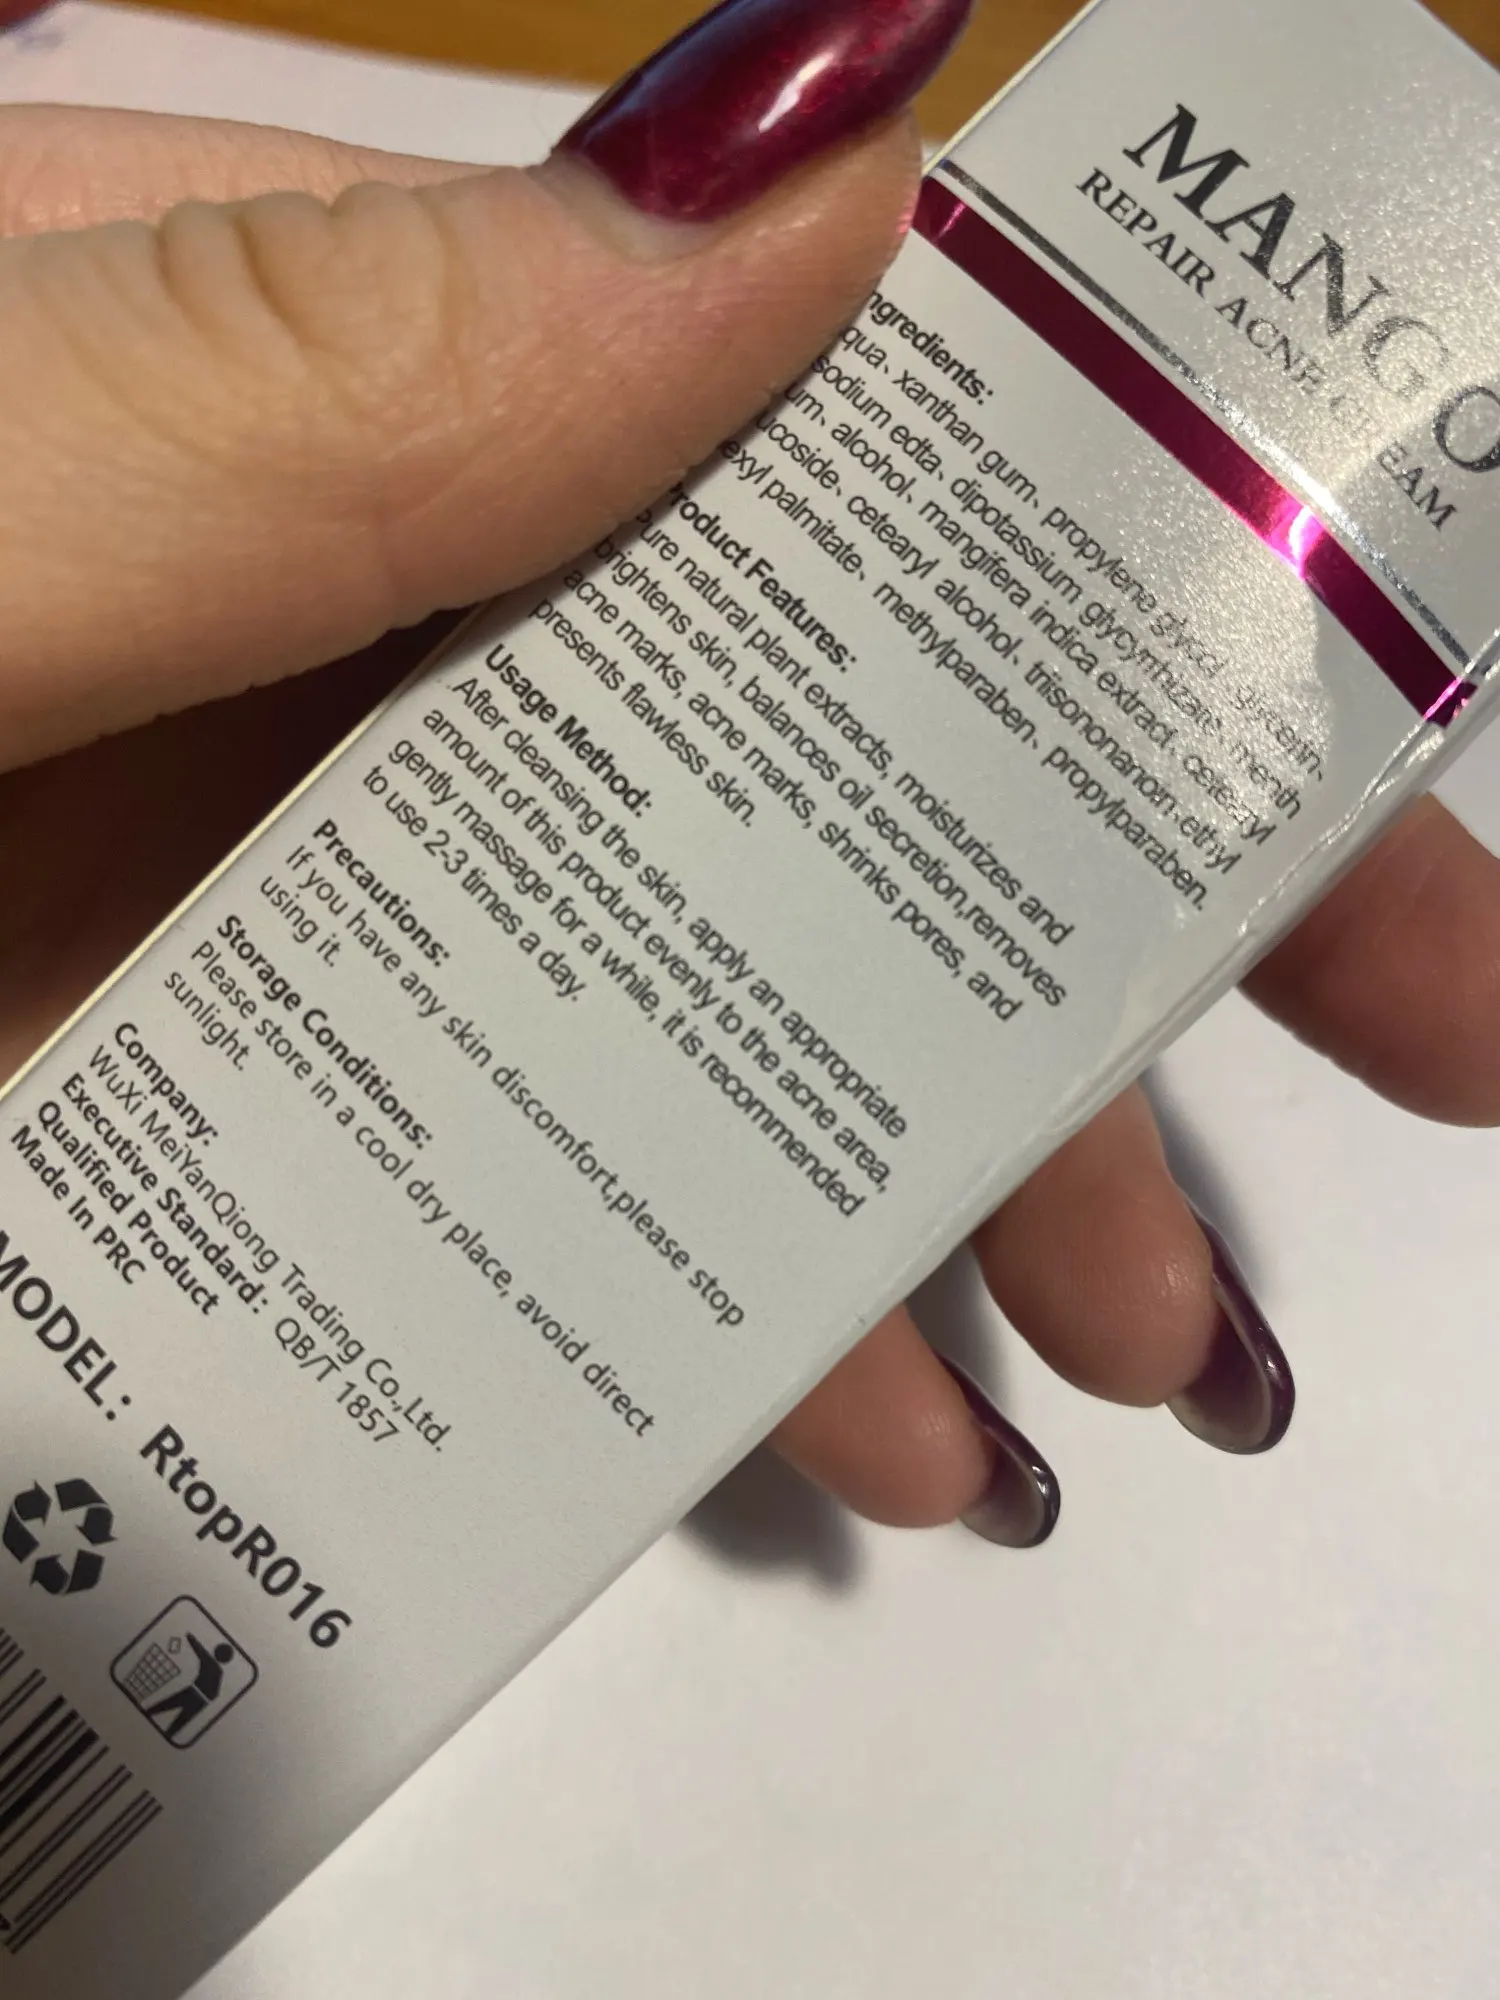 MANGO
REPAIR ACNE CREAM
ngredients:
qua、xanthan gum、propylene glycol、glycerin、
sodium edta、dipotassium glycyrrhizate、menth
um、alcohol、mangifera indica extract、cetearyl
ucoside、cetearyl alcohol、triisononanoin、ethyl
exyl palmitate、methylparaben、propylparaben.
Product Features:
Pure natural plant extracts, moisturizes and
brightens skin, balances oil secretion,removes
acne marks, acne marks, shrinks pores, and
presents flawless skin.
Usage Method:
After cleansing the skin, apply an appropriate
amount of this product evenly to the acne area,
gently massage for a while, it is recommended
to use 2-3 times a day.
Precautions:
If you have any skin discomfort,please stop
using it.
Storage Conditions:
Please store in a cool dry place, avoid direct
sunlight.
Company:
WuXi MeiYanQiong Trading Co.,Ltd.
Executive Standard: QB/T 1857
Qualified Product
Made In PRC
MODEL: RtopR016